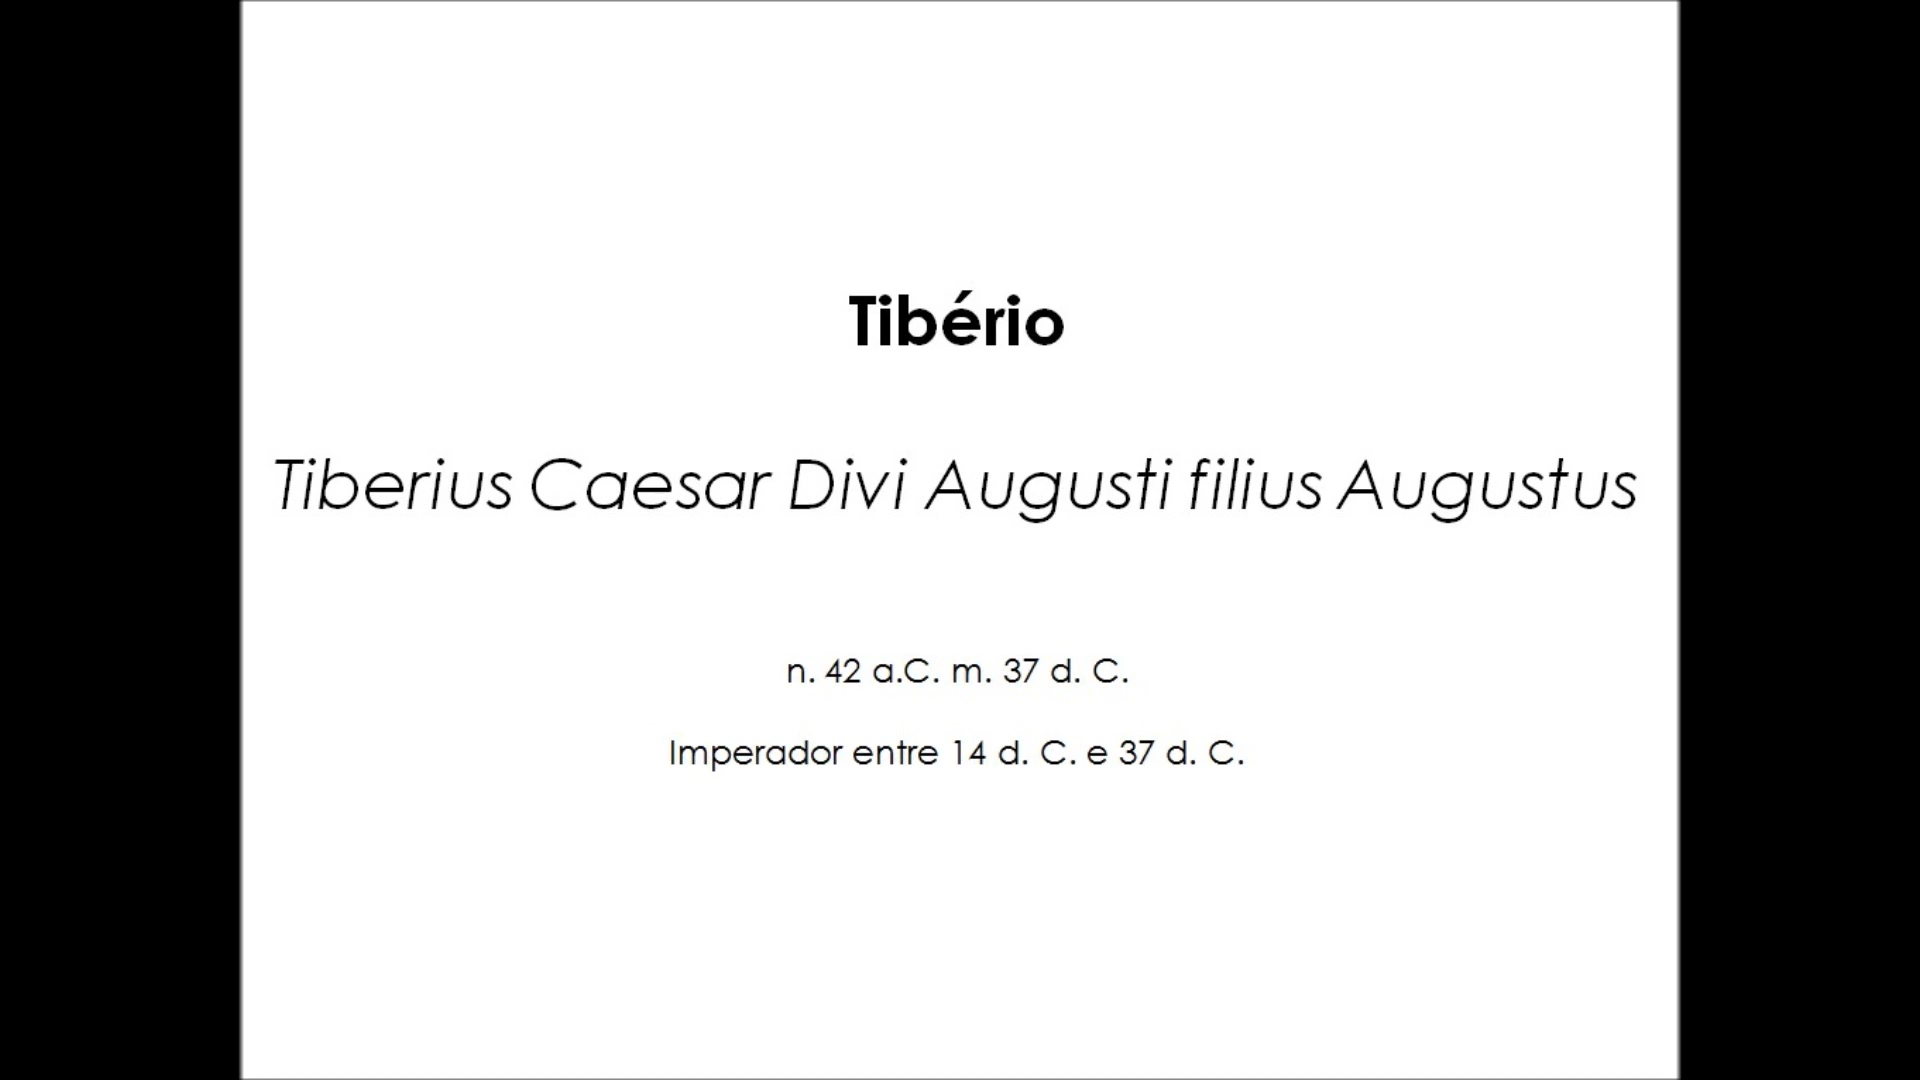 Tibério
Tiberius Caesar Divi Augusti filius Augustus
n. 42 a.C. m. 37 d. C.
Imperador entre 14 d. C. e 37 d. C.